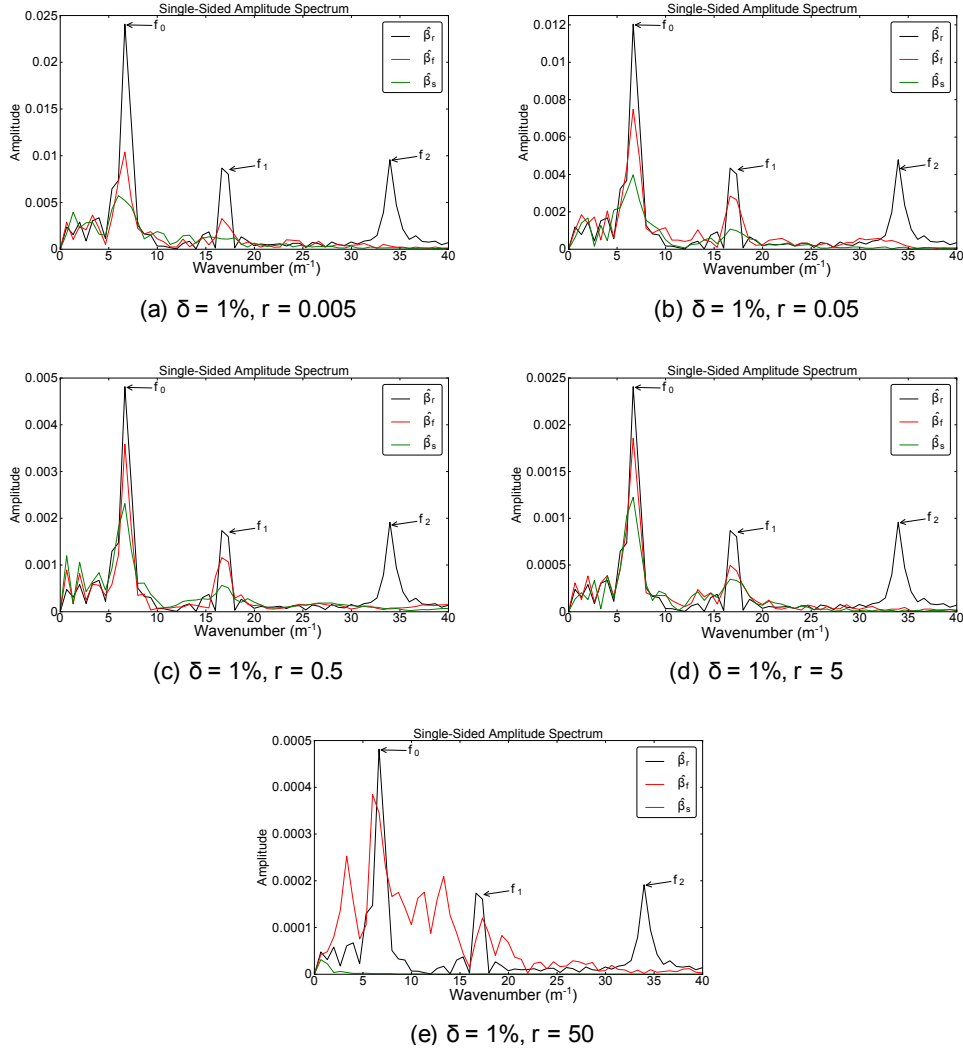 Single-Sided Amplitude Spectrum
0.025
0.020
0.015
0.010
0.005
0
Amplitude
f₀
f₁
f₂
β̂ᵣ
β̂f
β̂ₛ
0 5 10 15 20 25 30 35 40
Wavenumber (m⁻¹)
(a) δ = 1%, r = 0.005
Single-Sided Amplitude Spectrum
0.012
0.010
0.008
0.006
0.004
0.002
0
Amplitude
f₀
f₁
f₂
β̂ᵣ
β̂f
β̂ₛ
0 5 10 15 20 25 30 35 40
Wavenumber (m⁻¹)
(b) δ = 1%, r = 0.05
Single-Sided Amplitude Spectrum
0.005
0.004
0.003
0.002
0.001
0
Amplitude
f₀
f₁
f₂
β̂ᵣ
β̂f
β̂ₛ
0 5 10 15 20 25 30 35 40
Wavenumber (m⁻¹)
(c) δ = 1%, r = 0.5
Single-Sided Amplitude Spectrum
0.0025
0.002
0.0015
0.001
0.0005
0
Amplitude
f₀
f₁
f₂
β̂ᵣ
β̂f
β̂ₛ
0 5 10 15 20 25 30 35 40
Wavenumber (m⁻¹)
(d) δ = 1%, r = 5
Single-Sided Amplitude Spectrum
0.0005
0.0004
0.0003
0.0002
0.0001
0
Amplitude
f₀
f₁
f₂
β̂ᵣ
β̂f
β̂ₛ
0 5 10 15 20 25 30 35 40
Wavenumber (m⁻¹)
(e) δ = 1%, r = 50